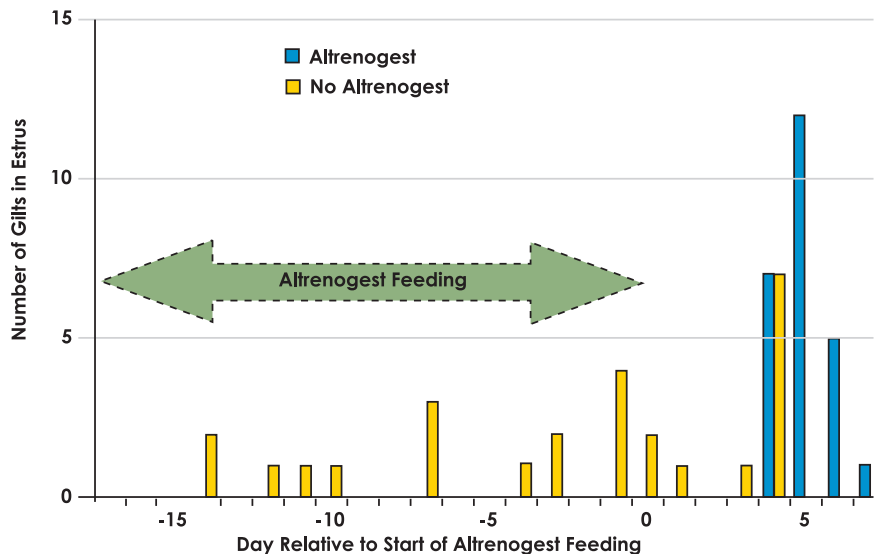 15
Altrenogest
No Altrenogest
10
Altrenogest Feeding
5
0
-15 -10 -5 0 5
Day Relative to Start of Altrenogest Feeding
Number of Gilts in Estrus